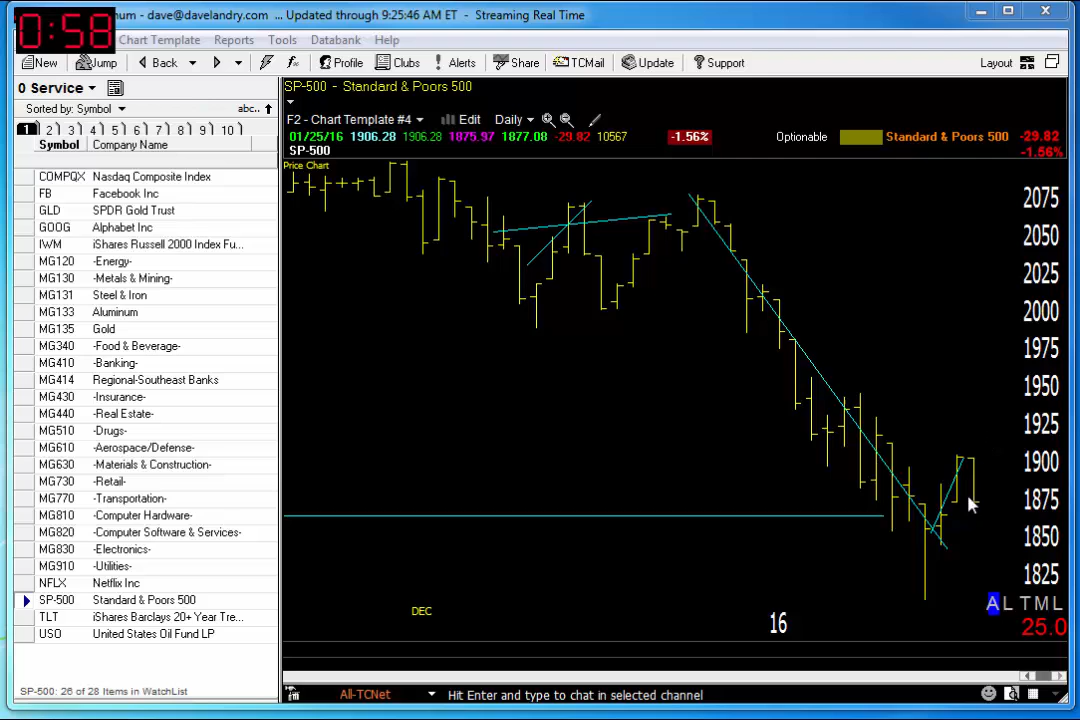 num - dave@davelandry.com ... Updated through 9:25:46 AM ET - Streaming Real Time
0:58
Chart Template Reports Tools Databank Help
New Jump Back Profile Clubs Alerts Share TCMail Update Support Layout
0 Service
SP-500 - Standard & Poors 500
Sorted by: Symbol abc..
F2 - Chart Template #4 Edit Daily
1 2 3 4 5 6 7 8 9 10
01/25/16 1906.28 1906.28 1875.97 1877.08 -29.82 10567 -1.56% Optionable Standard & Poors 500 -29.82
-1.56%
Symbol Company Name
SP-500
Price Chart
COMPQX Nasdaq Composite Index
FB Facebook Inc
GLD SPDR Gold Trust
GOOG Alphabet Inc
IWM iShares Russell 2000 Index Fu...
MG120 -Energy-
MG130 -Metals & Mining-
MG131 Steel & Iron
MG133 Aluminum
MG135 Gold
MG340 -Food & Beverage-
MG410 -Banking-
MG414 Regional-Southeast Banks
MG430 -Insurance-
MG440 -Real Estate-
MG510 -Drugs-
MG610 -Aerospace/Defense-
MG630 -Materials & Construction-
MG730 -Retail-
MG770 -Transportation-
MG810 -Computer Hardware-
MG820 -Computer Software & Services-
MG830 -Electronics-
MG910 -Utilities-
NFLX Netflix Inc
SP-500 Standard & Poors 500
TLT iShares Barclays 20+ Year Tre...
USO United States Oil Fund LP
2075
2050
2025
2000
1975
1950
1925
1900
1875
1850
1825
A L T M L
DEC
16
25.0
SP-500: 26 of 28 Items in WatchList
All-TCNet Hit Enter and type to chat in selected channel